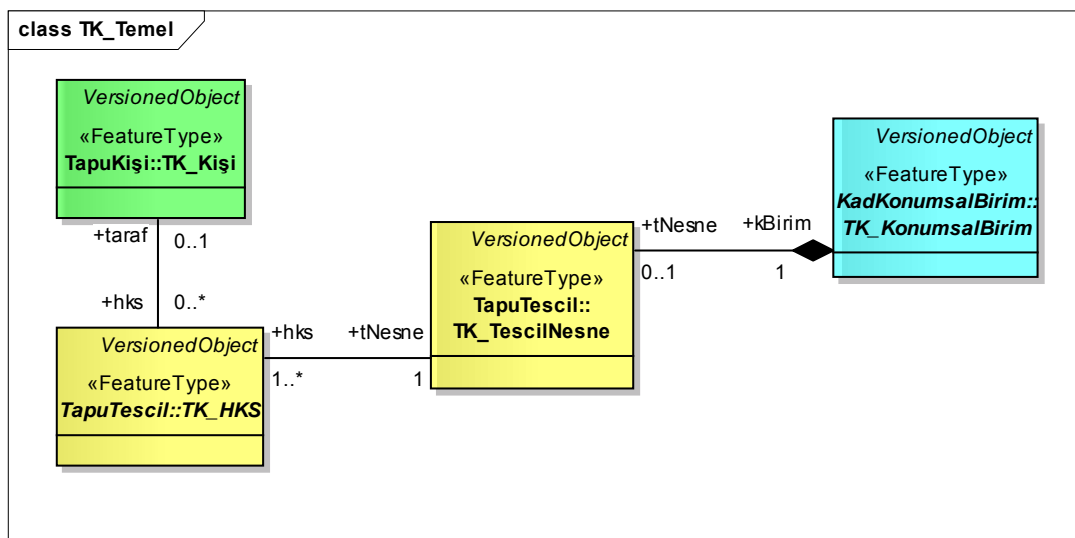 class TK_Temel
VersionedObject
«FeatureType»
TapuKişi::TK_Kişi
+taraf
0..1
+hks
0..*
VersionedObject
«FeatureType»
TapuTescil::TK_HKS
+hks
1..*
+tNesne
1
VersionedObject
«FeatureType»
TapuTescil::
TK_TescilNesne
+tNesne
0..1
+kBirim
1
VersionedObject
«FeatureType»
KadKonumsalBirim::
TK_KonumsalBirim